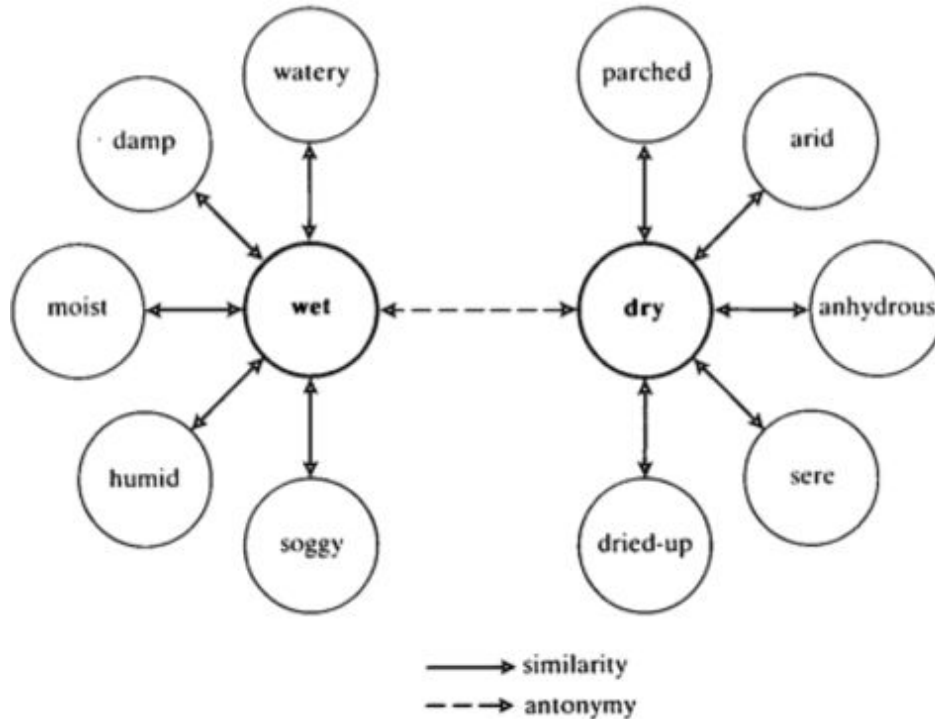 watery
parched
damp
arid
moist
wet
dry
anhydrous
humid
sere
soggy
dried-up
similarity
antonymy